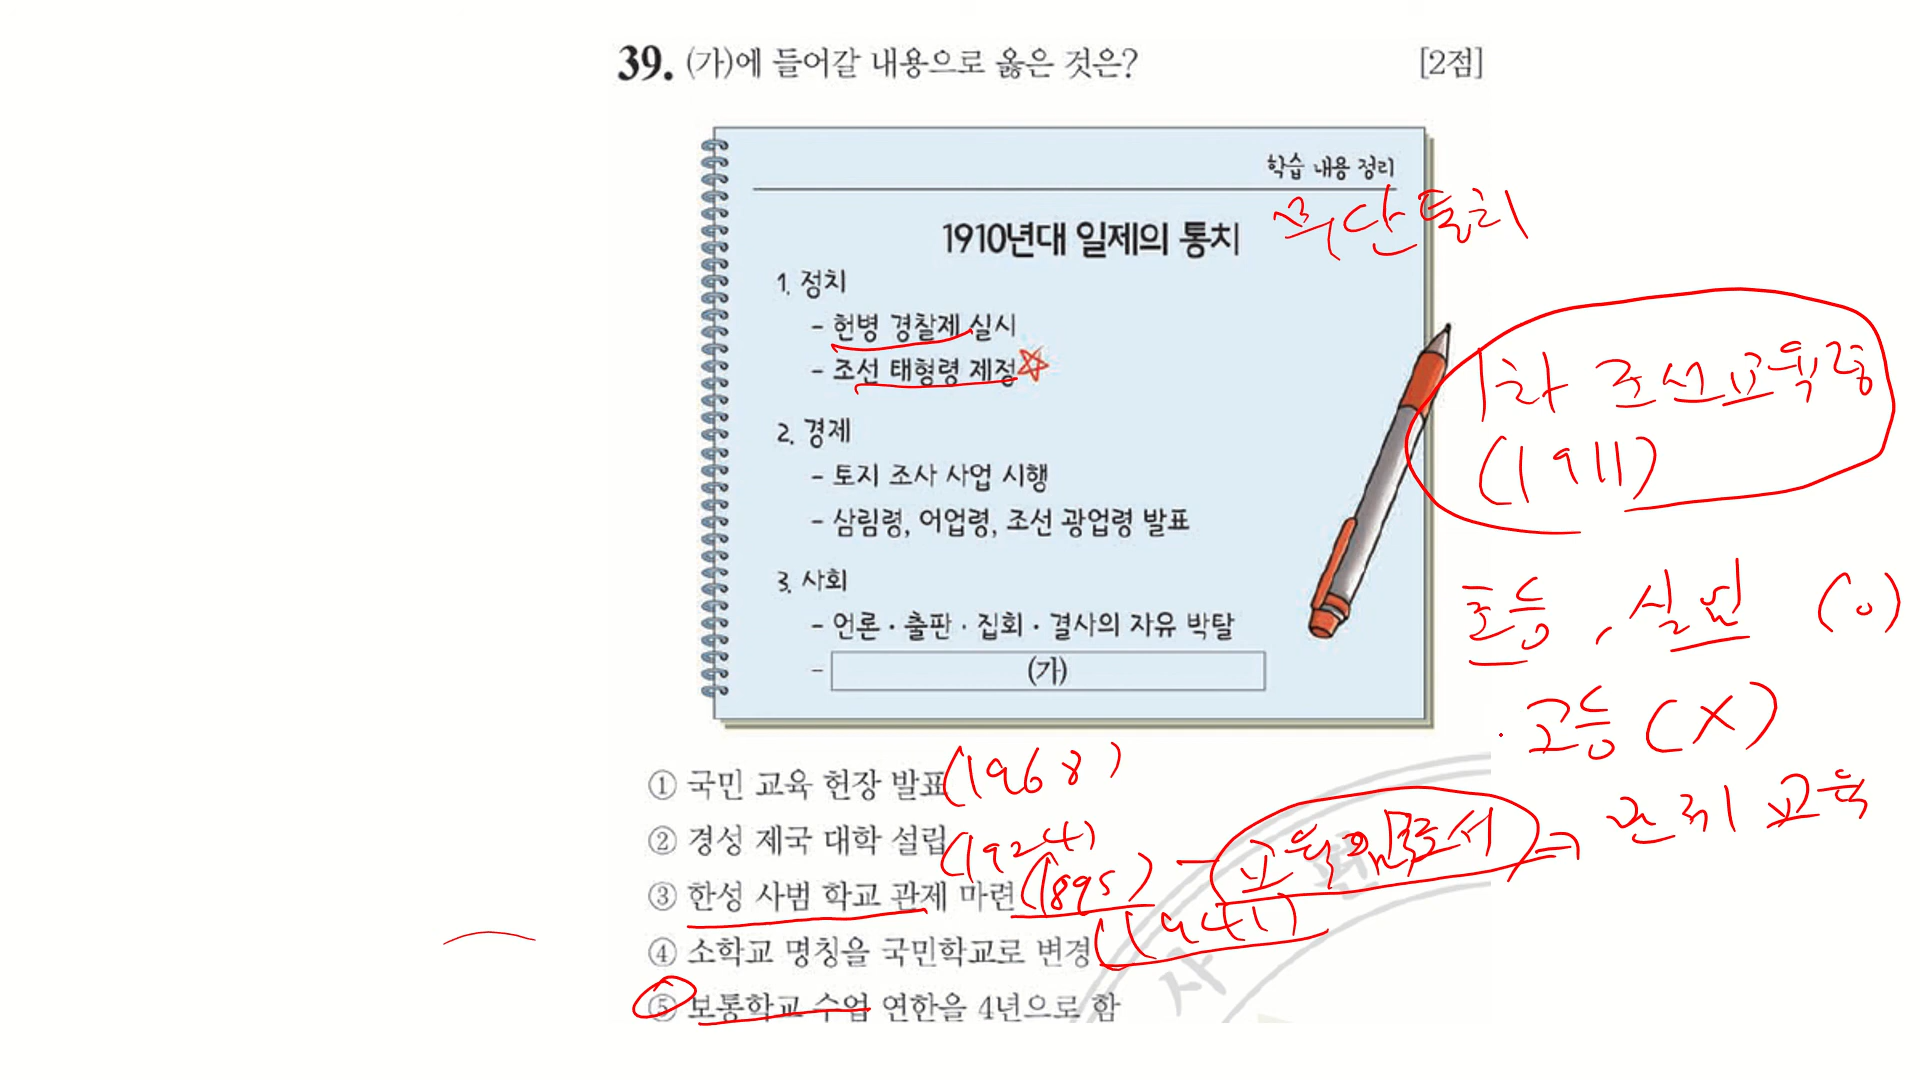 39. (가)에 들어갈 내용으로 옳은 것은? [2점]
학습 내용 정리
1910년대 일제의 통치 무단통치
1. 정치
- 헌병 경찰제 실시
- 조선 태형령 제정
2. 경제
- 토지 조사 사업 시행
- 삼림령, 어업령, 조선 광업령 발표
3. 사회
- 언론·출판·집회·결사의 자유 박탈
- (가)
1차 조선교육령
(1911)
초등, 실업 (O)
· 고등 (X)
① 국민 교육 헌장 발표 (1968)
② 경성 제국 대학 설립 (1924)
③ 한성 사범 학교 관제 마련 (1895) - 교육입국조서 → 근대 교육
④ 소학교 명칭을 국민학교로 변경 (1941)
⑤ 보통학교 수업 연한을 4년으로 함